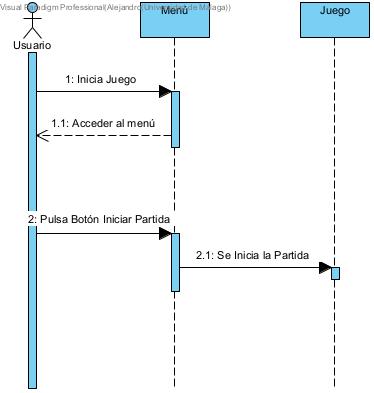 Visual Paradigm Professional(Alejandro(Universidad de Málaga))
Menú
Juego
Usuario
1: Inicia Juego
1.1: Acceder al menú
2: Pulsa Botón Iniciar Partida
2.1: Se Inicia la Partida